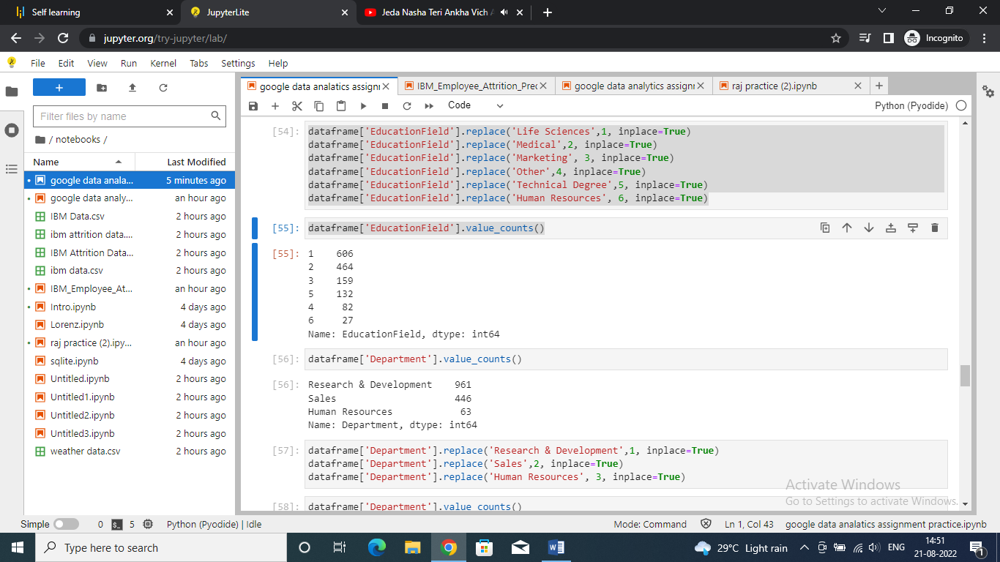 Self learning
JupyterLite
Jeda Nasha Teri Ankha Vich
jupyter.org/try-jupyter/lab/
Incognito
File Edit View Run Kernel Tabs Settings Help
google data analatics assignm
IBM_Employee_Attrition_Prec
google data analytics assignm
raj practice (2).ipynb
Code
Python (Pyodide)
Filter files by name
/ notebooks /
Name Last Modified
google data anala... 5 minutes ago
google data analy... an hour ago
IBM Data.csv 2 hours ago
ibm attrition data.... 2 hours ago
IBM Attrition Data... 2 hours ago
ibm data.csv 2 hours ago
IBM_Employee_At... an hour ago
Intro.ipynb 4 days ago
Lorenz.ipynb 4 days ago
raj practice (2).ipy... an hour ago
sqlite.ipynb 4 days ago
Untitled.ipynb 2 hours ago
Untitled1.ipynb 2 hours ago
Untitled2.ipynb 2 hours ago
Untitled3.ipynb 2 hours ago
weather data.csv 2 hours ago
[54]: dataframe['EducationField'].replace('Life Sciences',1, inplace=True)
dataframe['EducationField'].replace('Medical',2, inplace=True)
dataframe['EducationField'].replace('Marketing', 3, inplace=True)
dataframe['EducationField'].replace('Other',4, inplace=True)
dataframe['EducationField'].replace('Technical Degree',5, inplace=True)
dataframe['EducationField'].replace('Human Resources', 6, inplace=True)
[55]: dataframe['EducationField'].value_counts()
[55]: 1 606
2 464
3 159
5 132
4 82
6 27
Name: EducationField, dtype: int64
[56]: dataframe['Department'].value_counts()
[56]: Research & Development 961
Sales 446
Human Resources 63
Name: Department, dtype: int64
[57]: dataframe['Department'].replace('Research & Development',1, inplace=True)
dataframe['Department'].replace('Sales',2, inplace=True)
dataframe['Department'].replace('Human Resources', 3, inplace=True)
[58]: dataframe['Department'].value_counts()
Activate Windows
Go to Settings to activate Windows.
Simple 0 5 Python (Pyodide) | Idle
Mode: Command Ln 1, Col 43 google data analatics assignment practice.ipynb
Type here to search
29°C Light rain
ENG
14:51
21-08-2022
1